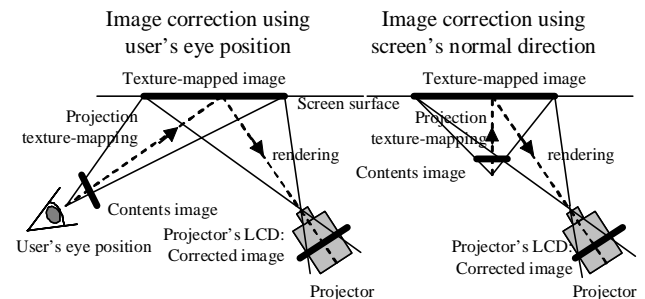 Image correction using
user's eye position
Texture-mapped image
Screen surface
Projection
texture-mapping
rendering
Contents image
User's eye position
Projector's LCD:
Corrected image
Projector
Image correction using
screen's normal direction
Texture-mapped image
Projection
texture-mapping
rendering
Contents image
Projector's LCD:
Corrected image
Projector